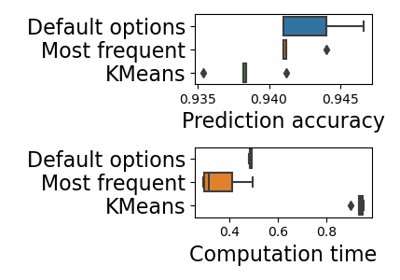 Default options
Most frequent
KMeans
0.935 0.940 0.945
Prediction accuracy
Default options
Most frequent
KMeans
0.4 0.6 0.8
Computation time